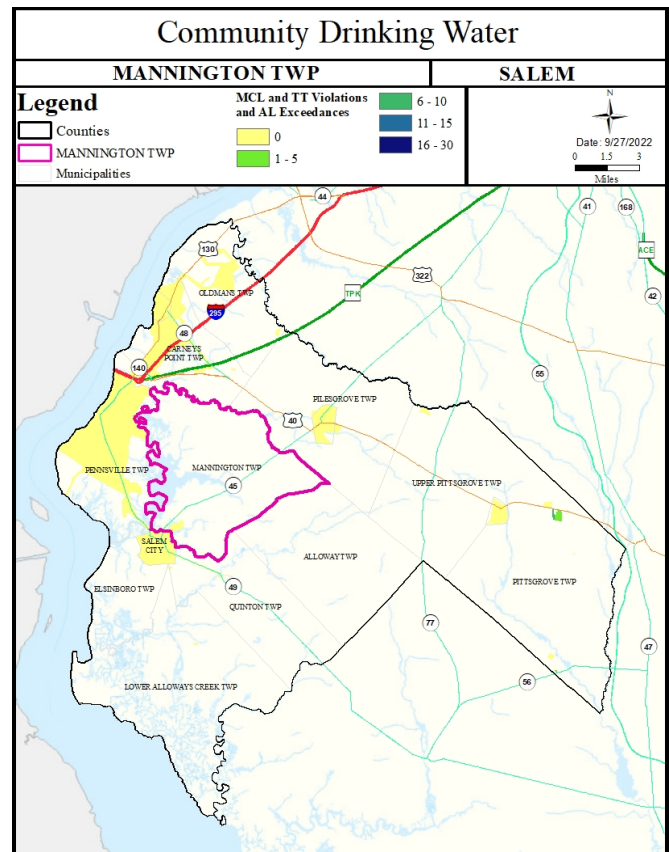 Community Drinking Water
MANNINGTON TWP
SALEM
Legend
Counties
MANNINGTON TWP
Municipalities
MCL and TT Violations
and AL Exceedances
0
1 - 5
6 - 10
11 - 15
16 - 30
N
Date: 9/27/2022
0 1.5 3
Miles
44
41
168
130
ACE
322
OLDMANS TWP
TPK
42
295
48
CARNEYS
POINT TWP
140
55
PILESGROVE TWP
40
PENNSVILLE TWP
MANNINGTON TWP
45
UPPER PITTSGROVE TWP
SALEM
CITY
ALLOWAY TWP
ELSINBORO TWP
49
PITTSGROVE TWP
QUINTON TWP
77
47
LOWER ALLOWAYS CREEK TWP
56